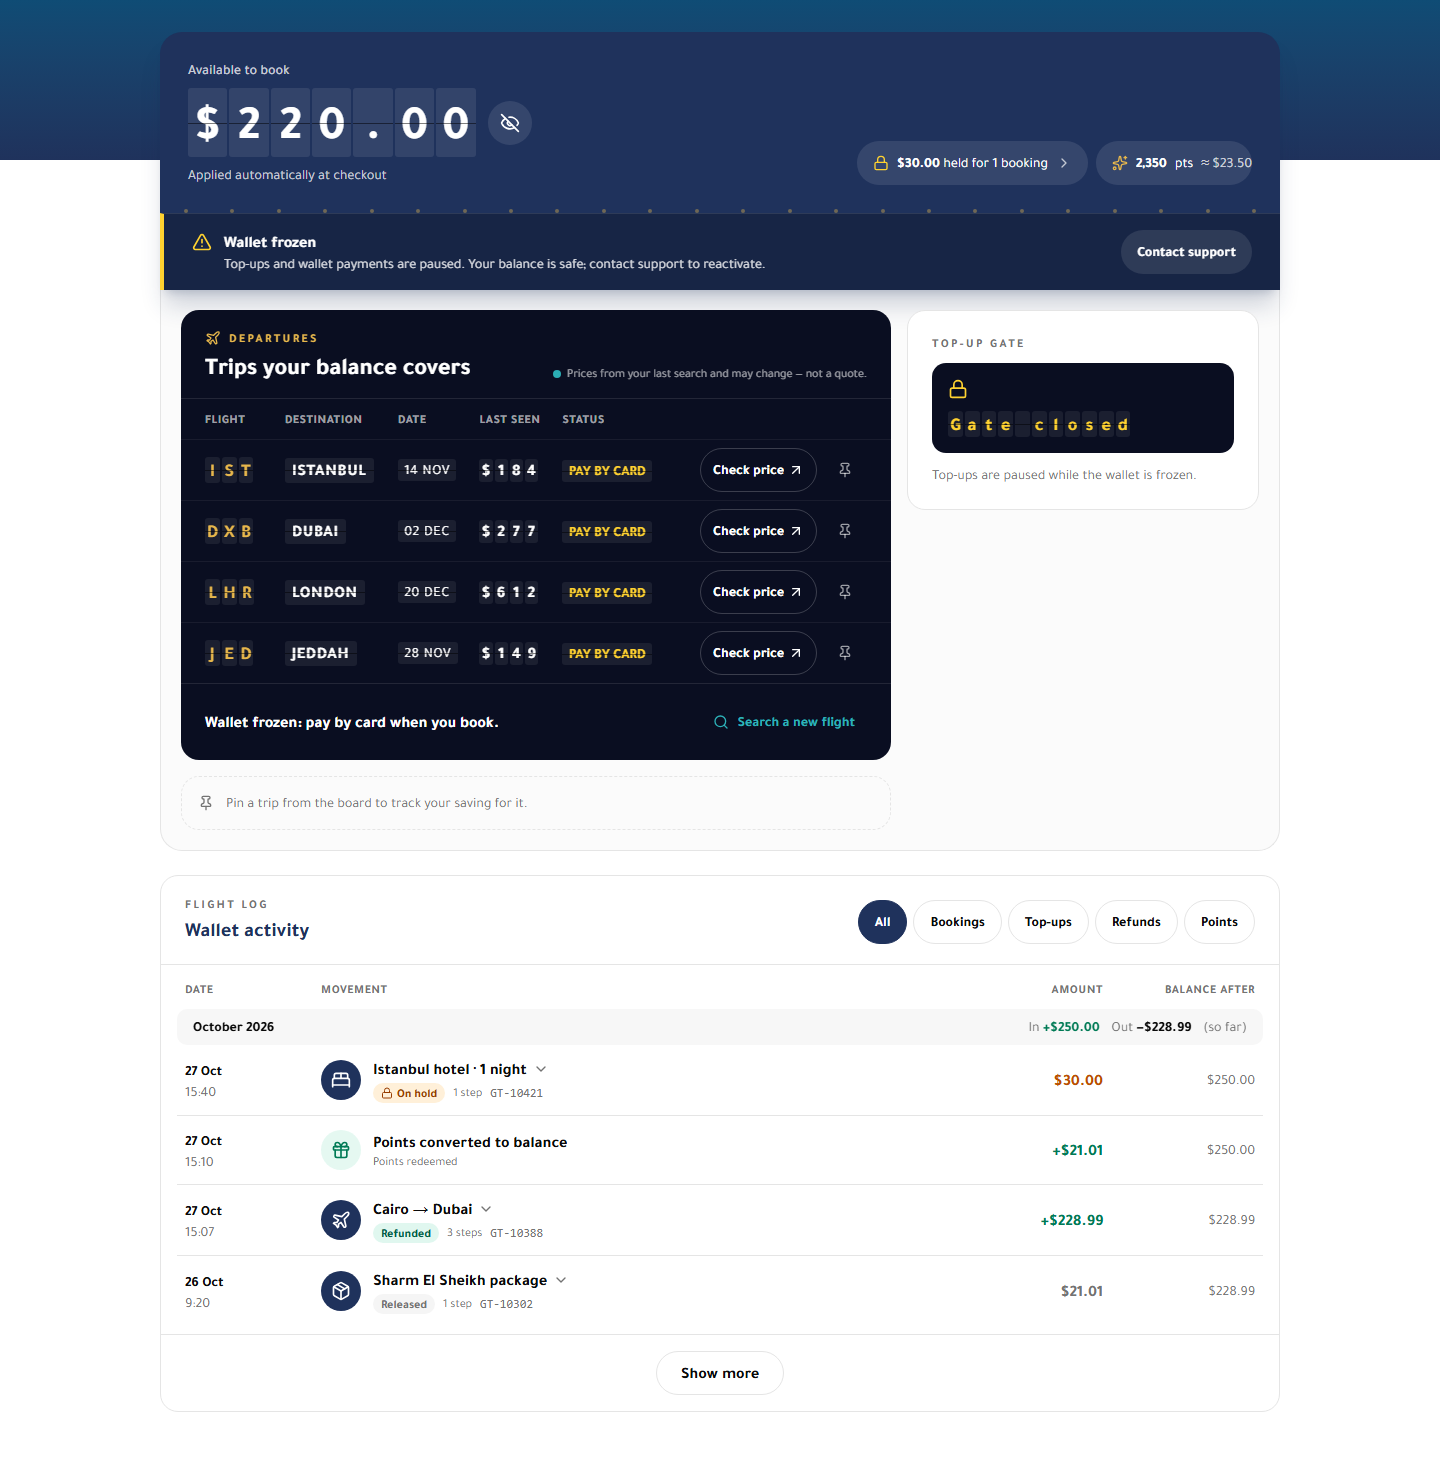 Available to book
$220.00
Applied automatically at checkout
$30.00 held for 1 booking
2,350 pts ≈ $23.50
Wallet frozen
Top-ups and wallet payments are paused. Your balance is safe; contact support to reactivate.
Contact support
DEPARTURES
Trips your balance covers
Prices from your last search and may change – not a quote.
FLIGHT DESTINATION DATE LAST SEEN STATUS
IST ISTANBUL 14 NOV $184 PAY BY CARD Check price
DXB DUBAI 02 DEC $277 PAY BY CARD Check price
LHR LONDON 20 DEC $612 PAY BY CARD Check price
JED JEDDAH 28 NOV $149 PAY BY CARD Check price
Wallet frozen: pay by card when you book.
Search a new flight
Pin a trip from the board to track your saving for it.
TOP-UP GATE
Gate closed
Top-ups are paused while the wallet is frozen.
FLIGHT LOG
Wallet activity
All Bookings Top-ups Refunds Points
DATE MOVEMENT AMOUNT BALANCE AFTER
October 2026 In +$250.00 Out −$228.99 (so far)
27 Oct Istanbul hotel · 1 night $30.00 $250.00
15:40 On hold 1 step GT-10421
27 Oct Points converted to balance +$21.01 $250.00
15:10 Points redeemed
27 Oct Cairo → Dubai +$228.99 $228.99
15:07 Refunded 3 steps GT-10388
26 Oct Sharm El Sheikh package $21.01 $228.99
9:20 Released 1 step GT-10302
Show more